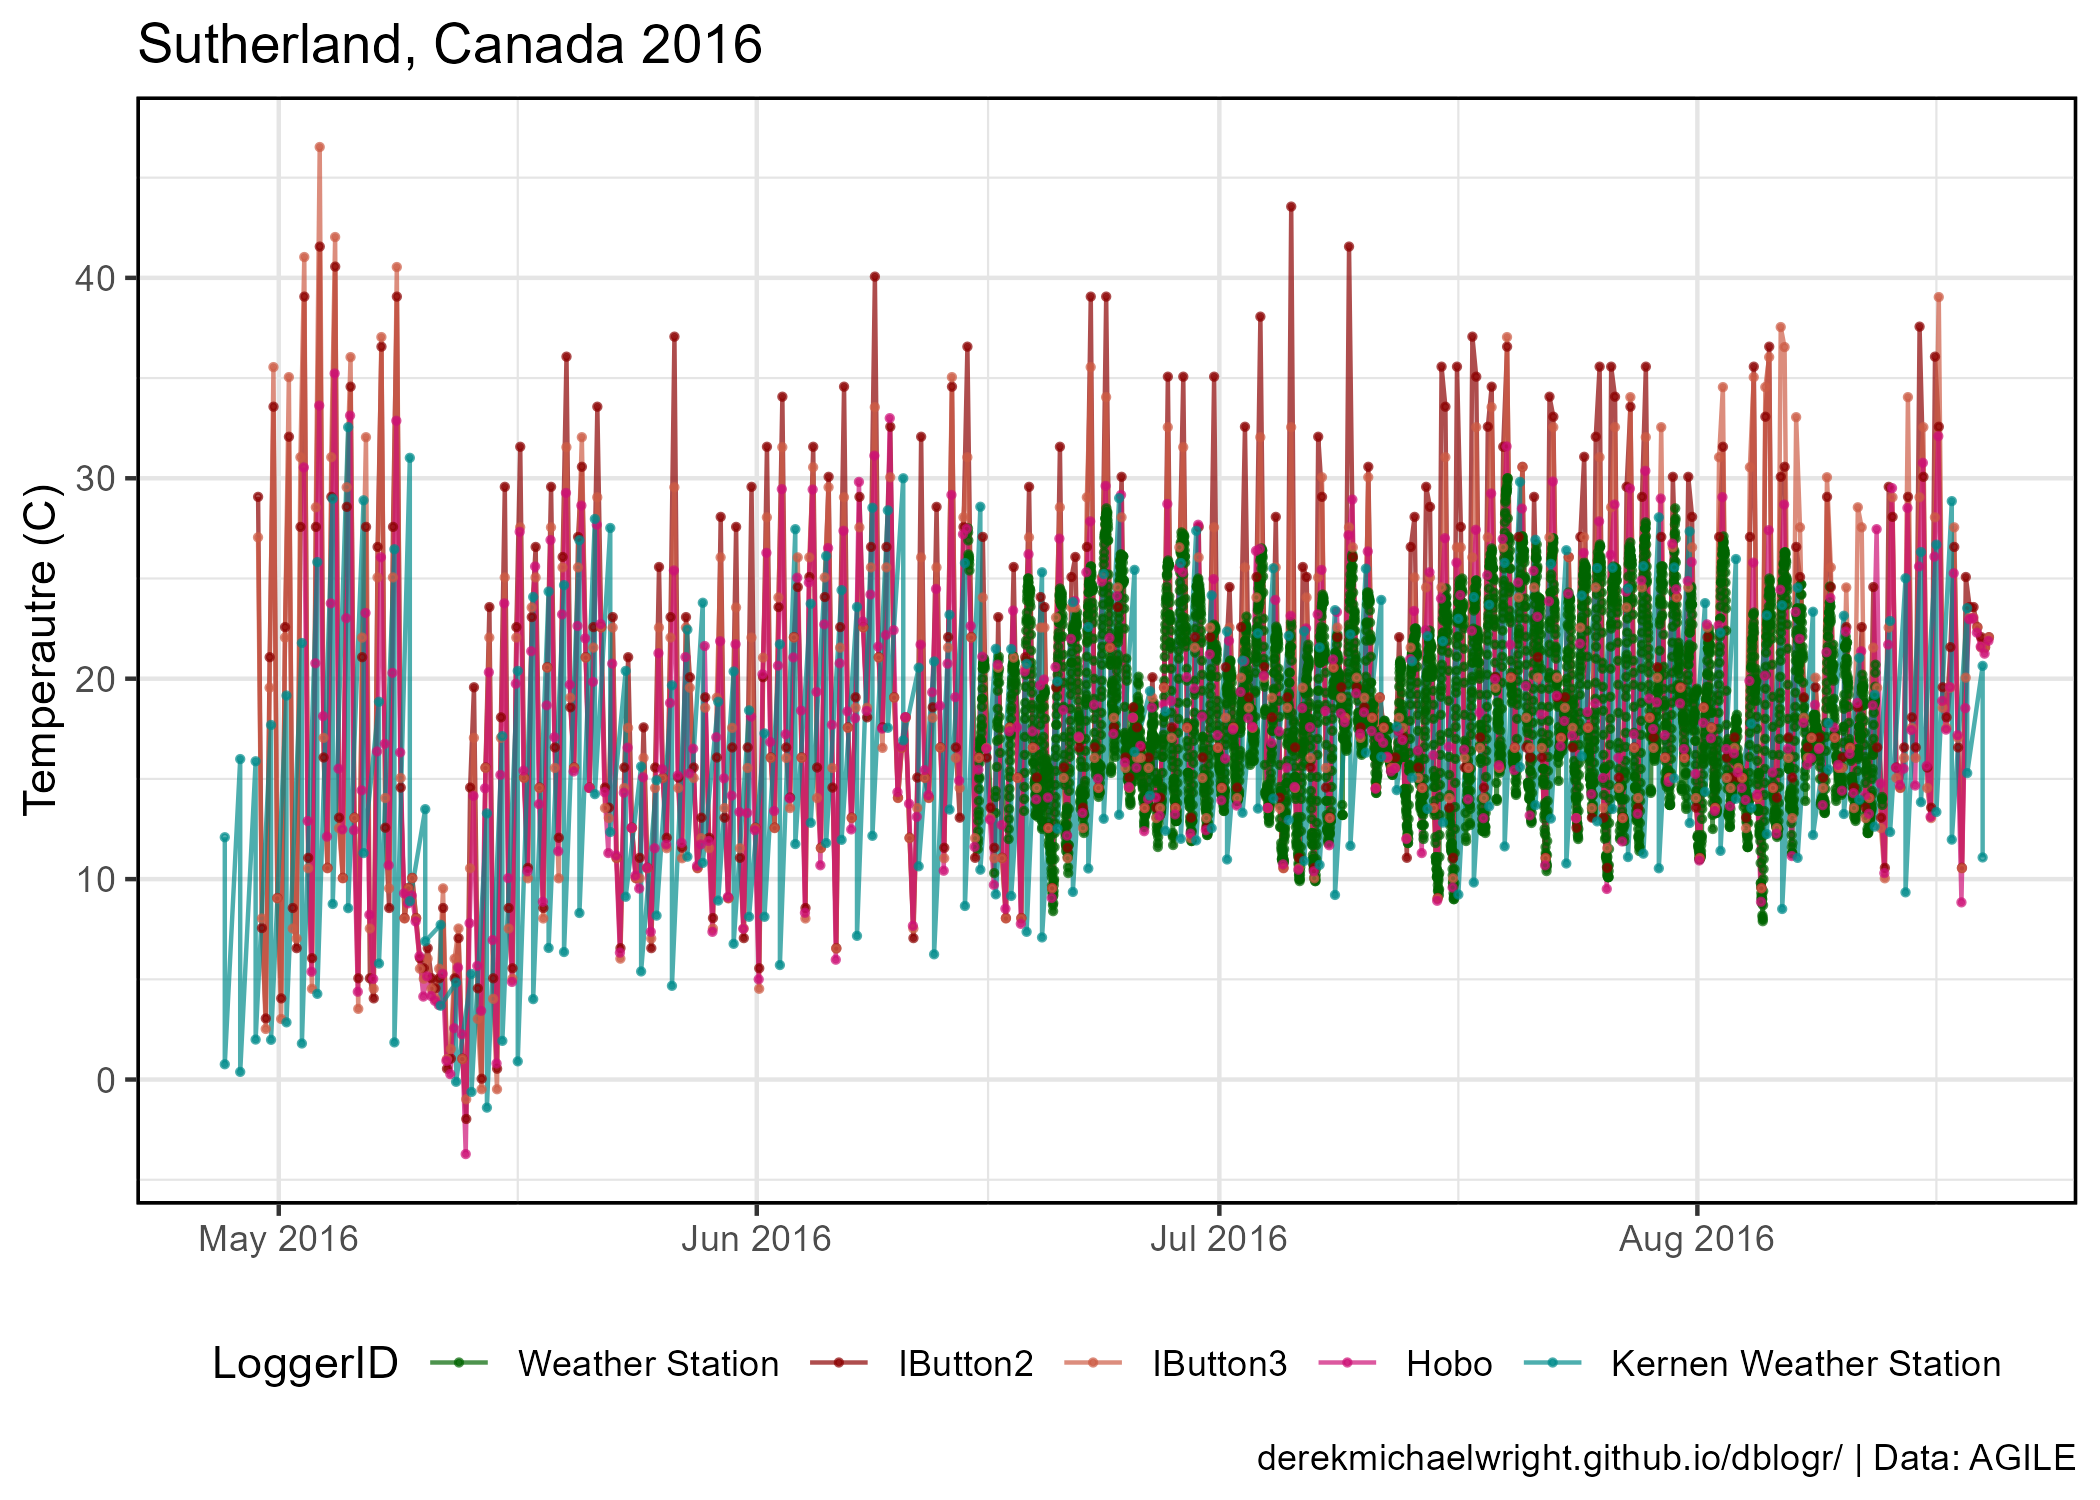 Sutherland, Canada 2016
Temperautre (C)
40
30
20
10
0
May 2016 Jun 2016 Jul 2016 Aug 2016
LoggerID Weather Station IButton2 IButton3 Hobo Kernen Weather Station
derekmichaelwright.github.io/dblogr/ | Data: AGILE